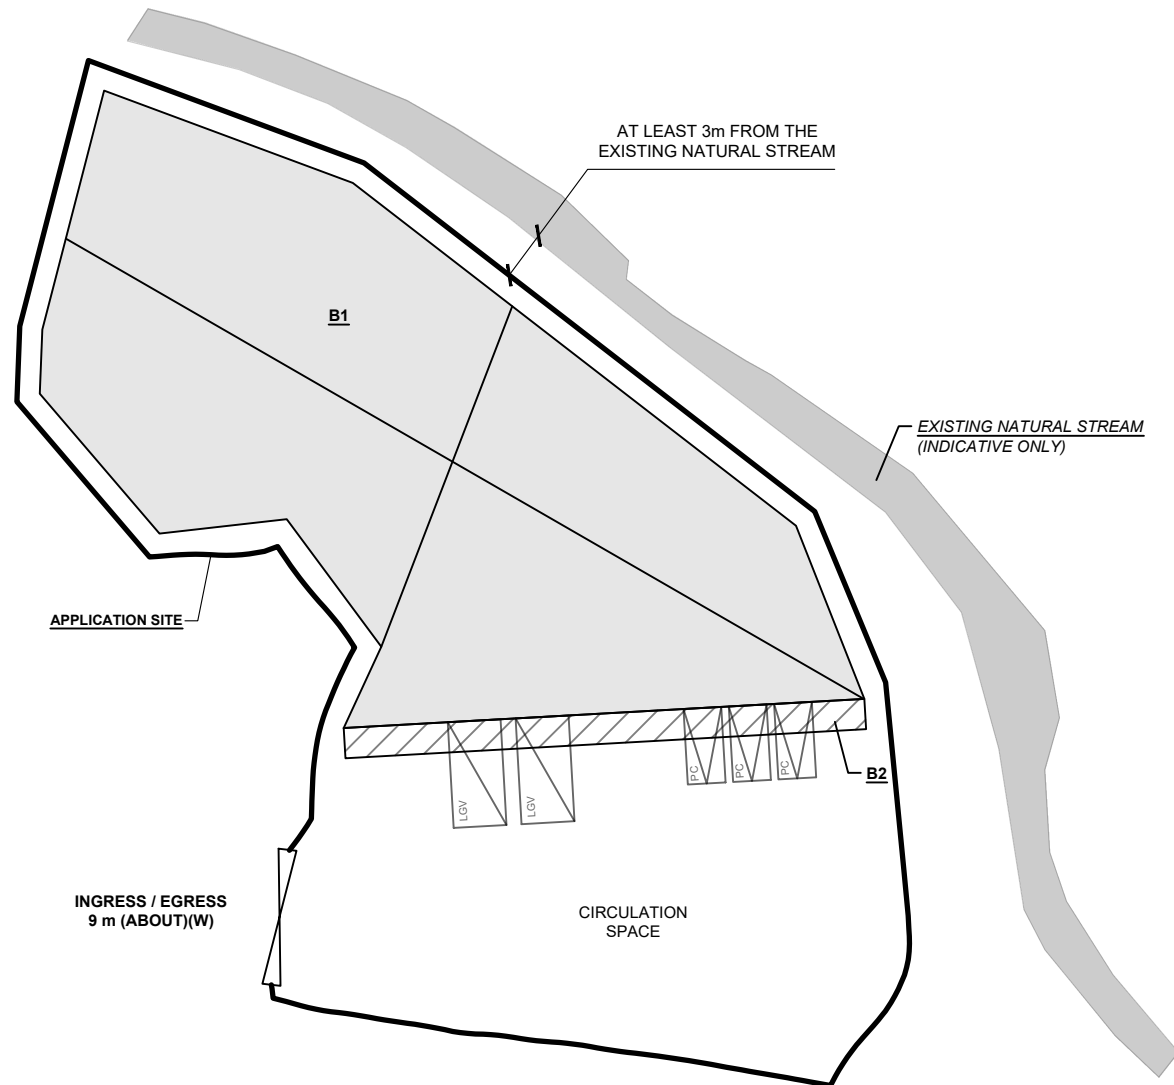 AT LEAST 3m FROM THE
EXISTING NATURAL STREAM
B1
EXISTING NATURAL STREAM
(INDICATIVE ONLY)
APPLICATION SITE
LGV
LGV
PC
PC
PC
B2
INGRESS / EGRESS
9 m (ABOUT)(W)
CIRCULATION
SPACE